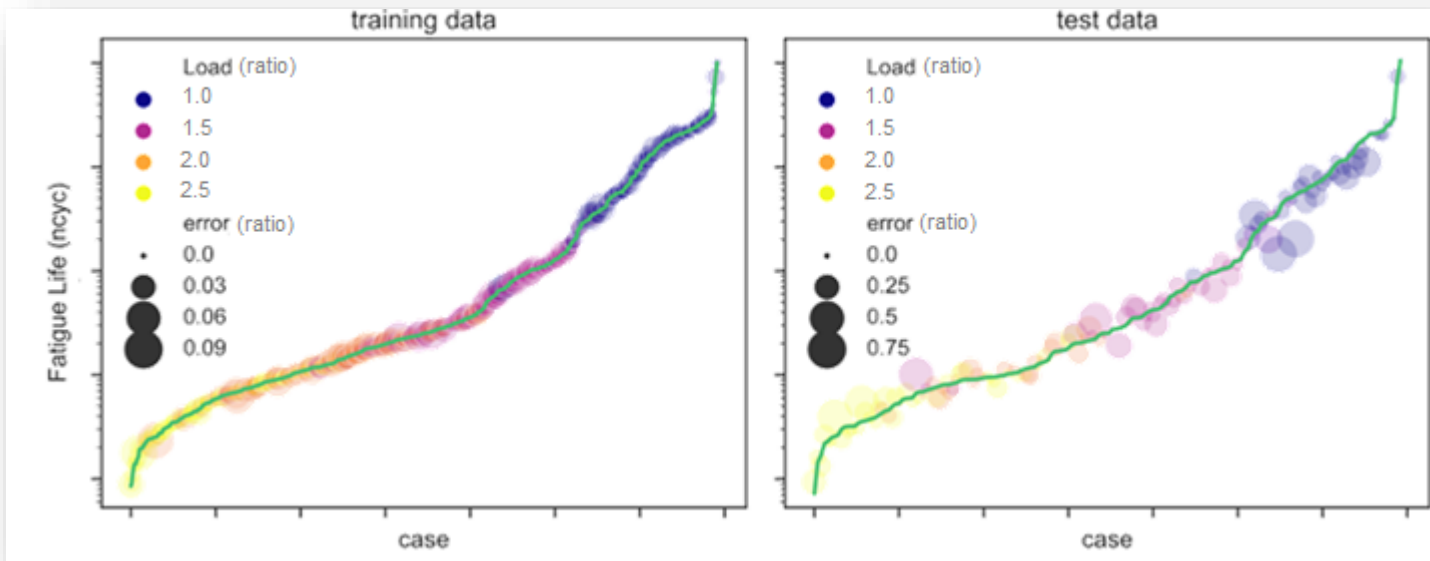 training data
Load (ratio)
1.0
1.5
2.0
2.5
error (ratio)
0.0
0.03
0.06
0.09
Fatigue Life (ncyc)
case
test data
Load (ratio)
1.0
1.5
2.0
2.5
error (ratio)
0.0
0.25
0.5
0.75
case